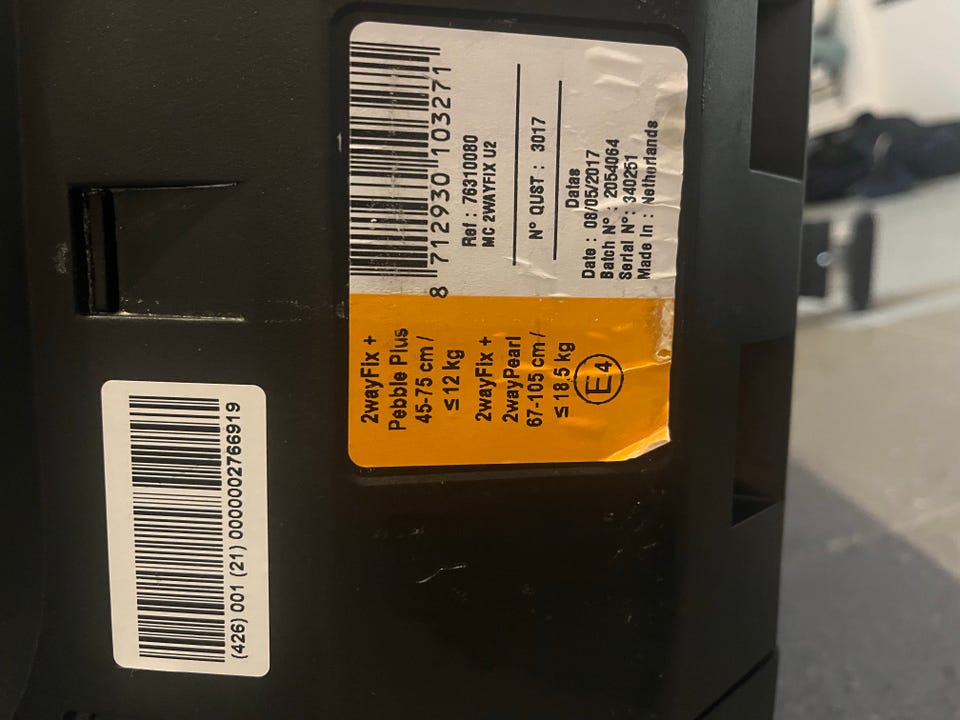 8 712930 103271
Ref : 76310080
MC 2WAYFIX U2
N° QUST : 3017
Datas
Date : 08/05/2017
Batch N° : 2054064
Serial N° : 340251
Made In : Netherlands
2wayFix +
Pebble Plus
45-75 cm /
≤ 12 kg
2wayFix +
2wayPearl
67-105 cm /
≤ 18,5 kg
E4
(426) 001 (21) 000002766919